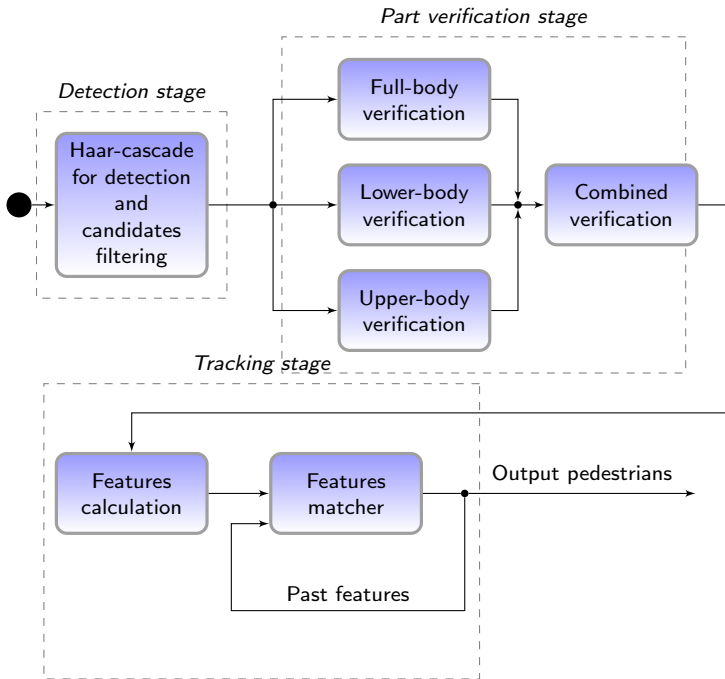 Part verification stage
Detection stage
Haar-cascade
for detection
and
candidates
filtering
Full-body
verification
Lower-body
verification
Upper-body
verification
Combined
verification
Tracking stage
Features
calculation
Features
matcher
Output pedestrians
Past features